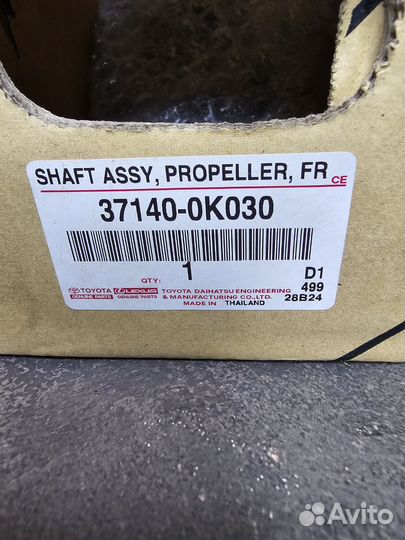 SHAFT ASSY, PROPELLER, FR CE
37140-0K030
QTY: 1 D1
TOYOTA LEXUS TOYOTA DAIHATSU ENGINEERING 499
GENUINE PARTS GENUINE PARTS & MANUFACTURING CO.,LTD. 28B24
MADE IN THAILAND
Avito